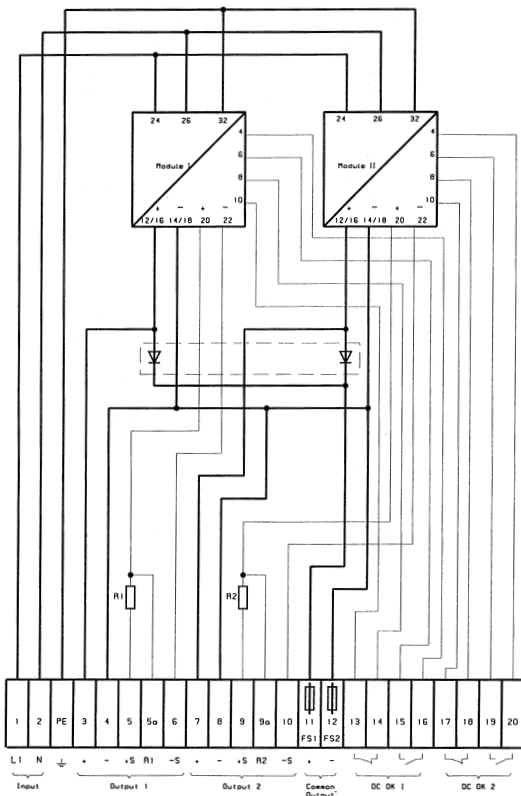 24 26 32 24 26 32
4 4
Module I 6 Module II 6
8 8
+ - + - 10 + - + - 10
12/16 14/18 20 22 12/16 14/18 20 22
R1 R2
1 2 PE 3 4 5 5a 6 7 8 9 9a 10 11 12 13 14 15 16 17 18 19 20
FS1 FS2
L1 N + - +S R1 -S + - +S R2 -S + -
Input Output 1 Output 2 Common Output DC OK I DC OK 2